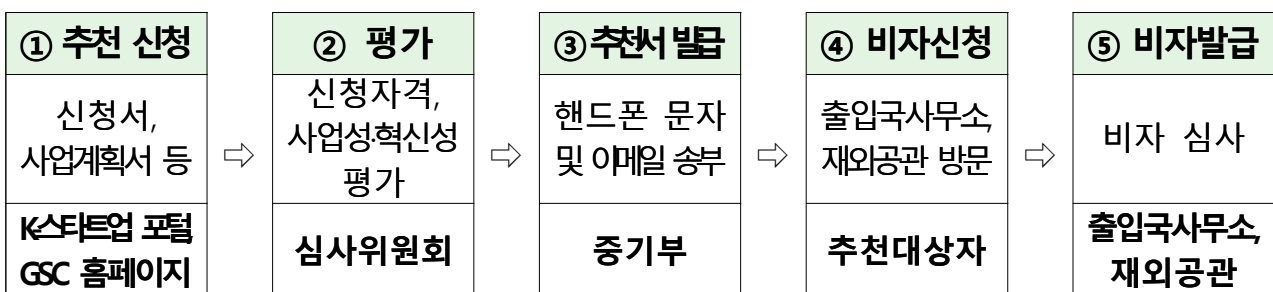 ① 추천 신청
신청서,
사업계획서 등
K-스타트업 포털,
GSC 홈페이지
⇨
② 평가
신청자격,
사업성·혁신성
평가
심사위원회
⇨
③ 추천서 발급
핸드폰 문자
및 이메일 송부
중기부
⇨
④ 비자신청
출입국사무소,
재외공관 방문
추천대상자
⇨
⑤ 비자발급
비자 심사
출입국사무소,
재외공관